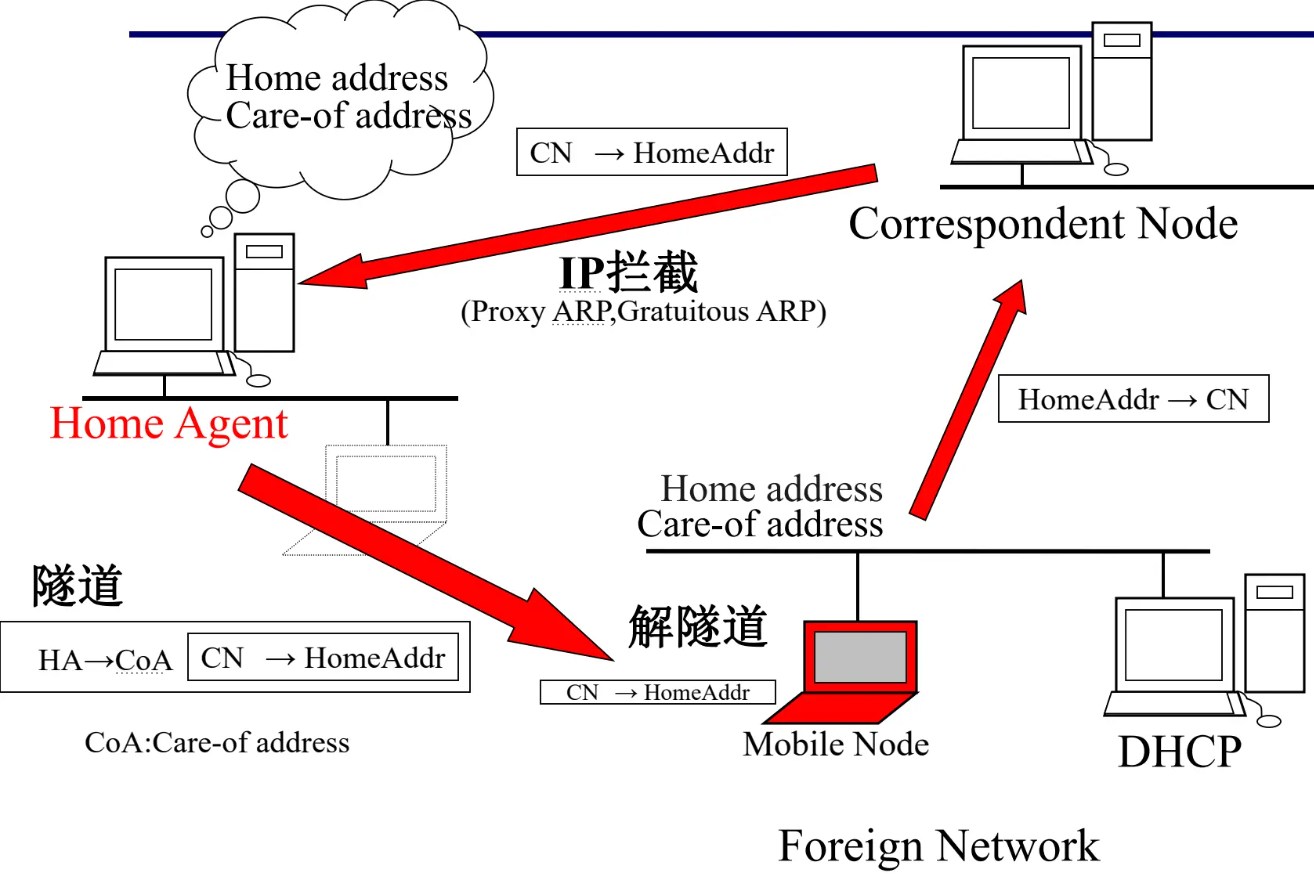 Home address
Care-of address
CN → HomeAddr
Correspondent Node
IP拦截
(Proxy ARP,Gratuitous ARP)
HomeAddr → CN
Home Agent
Home address
Care-of address
隧道
解隧道
HA→CoA CN → HomeAddr
CN → HomeAddr
CoA:Care-of address
Mobile Node
DHCP
Foreign Network